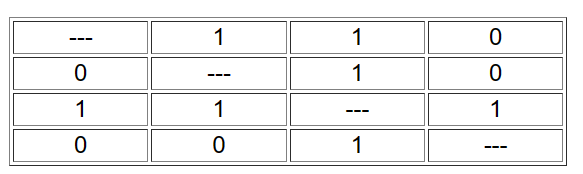 --- 1 1 0
0 --- 1 0
1 1 --- 1
0 0 1 ---